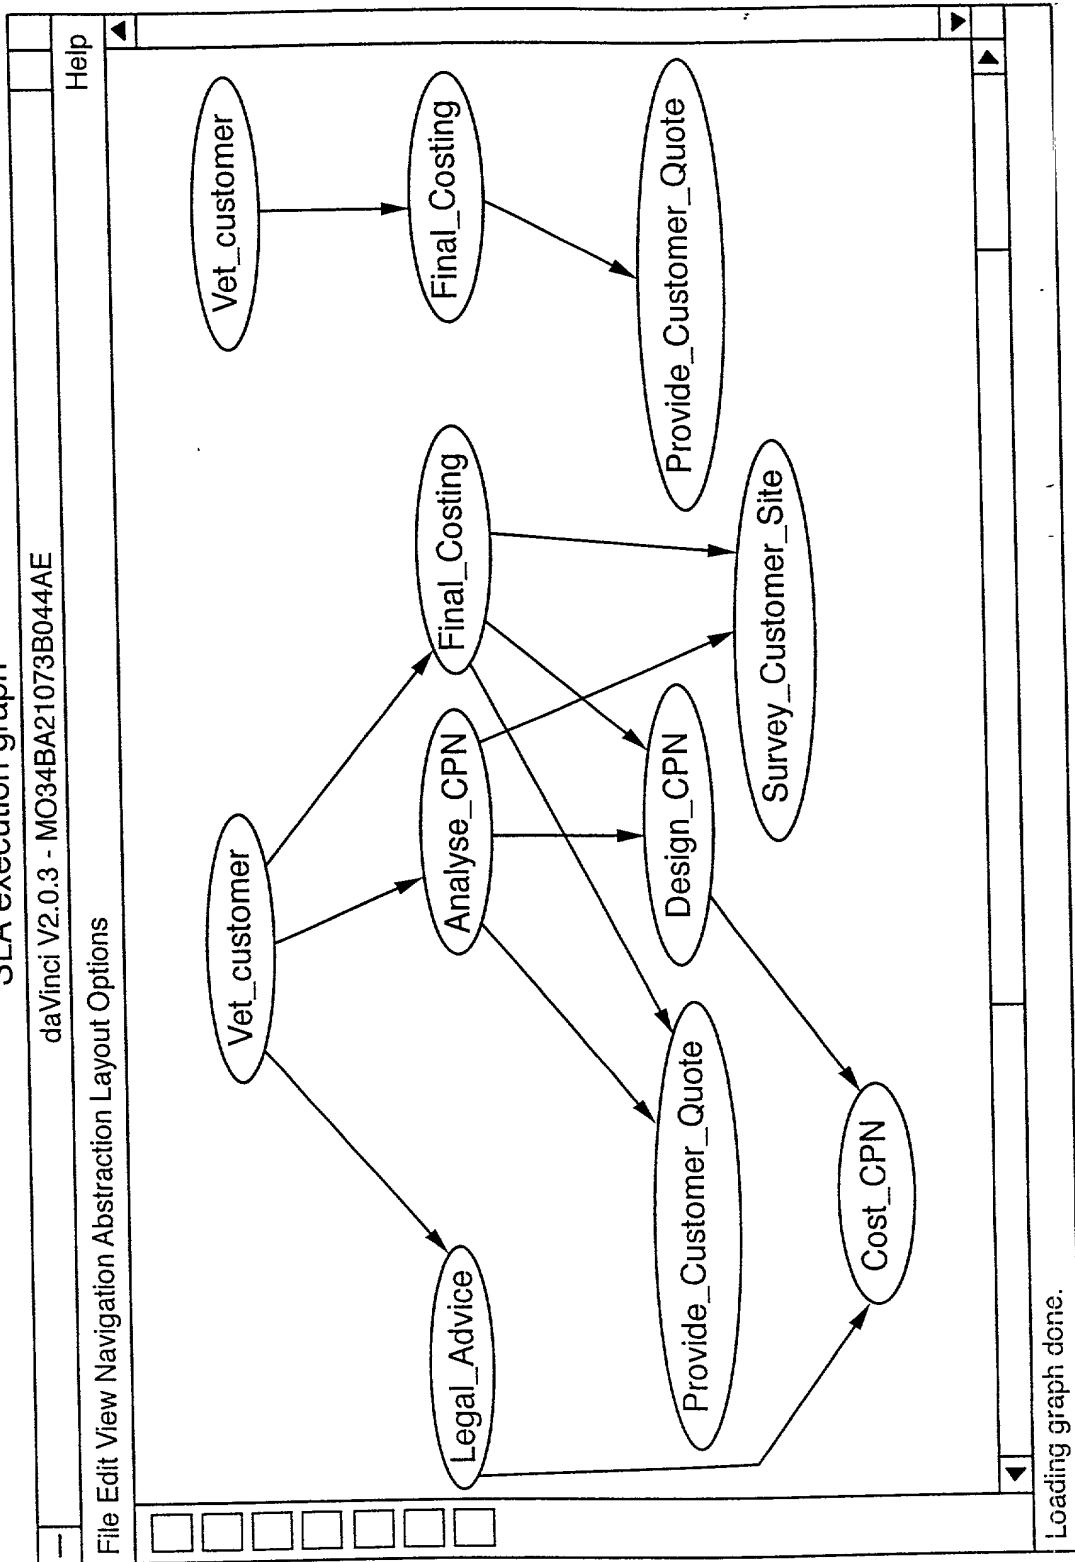 SLA execution graph
daVinci V2.0.3 - MO34BA21073B044AE
File Edit View Navigation Abstraction Layout Options
Help
Vet_customer
Vet_customer
Legal_Advice
Analyse_CPN
Final_Costing
Final_Costing
Provide_Customer_Quote
Design_CPN
Provide_Customer_Quote
Survey_Customer_Site
Cost_CPN
Loading graph done.